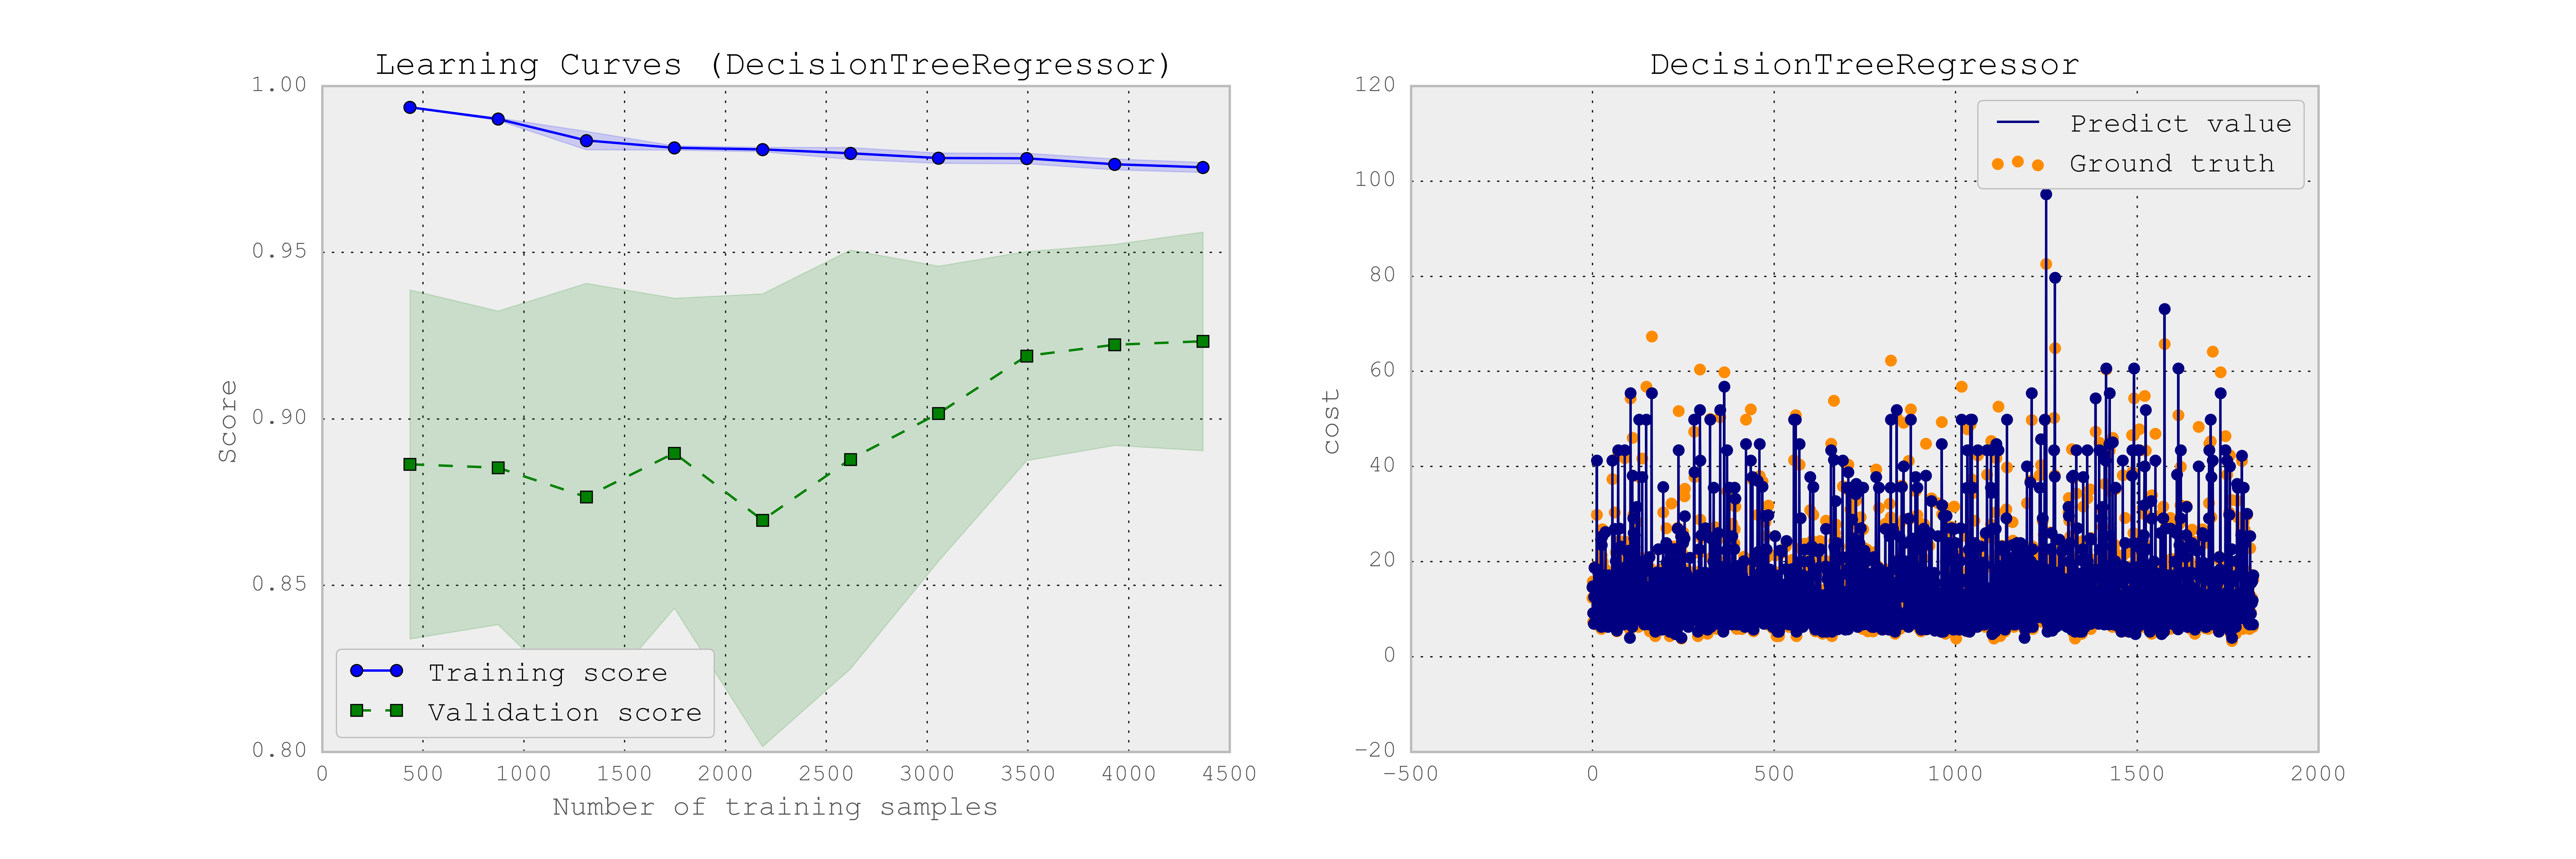 Learning Curves (DecisionTreeRegressor)
1.00
0.95
0.90
0.85
0.80
Score
Training score
Validation score
0 500 1000 1500 2000 2500 3000 3500 4000 4500
Number of training samples
DecisionTreeRegressor
120
100
80
60
40
20
0
−20
cost
Predict value
Ground truth
−500 0 500 1000 1500 2000